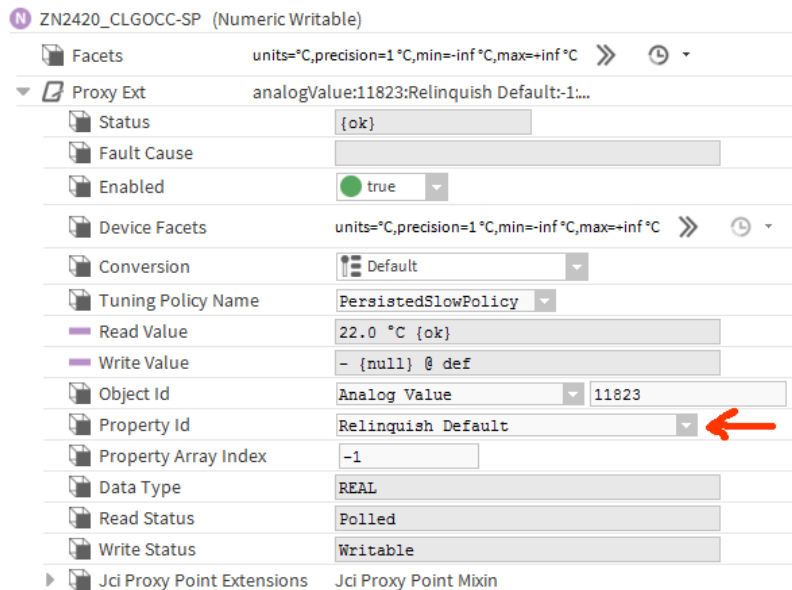 N ZN2420_CLGOCC-SP (Numeric Writable)
Facets units=°C,precision=1 °C,min=-inf °C,max=+inf °C
Proxy Ext analogValue:11823:Relinquish Default:-1:...
Status {ok}
Fault Cause
Enabled true
Device Facets units=°C,precision=1 °C,min=-inf °C,max=+inf °C
Conversion Default
Tuning Policy Name PersistedSlowPolicy
Read Value 22.0 °C {ok}
Write Value - {null} @ def
Object Id Analog Value 11823
Property Id Relinquish Default
Property Array Index -1
Data Type REAL
Read Status Polled
Write Status Writable
Jci Proxy Point Extensions Jci Proxy Point Mixin